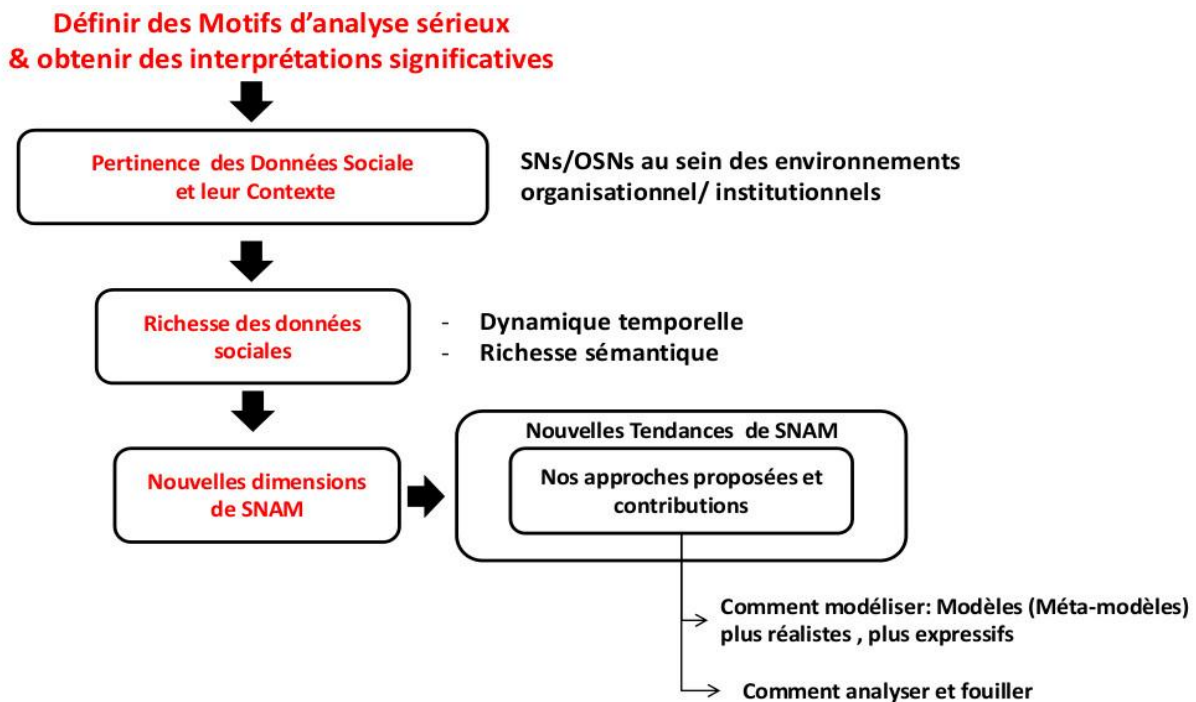 Définir des Motifs d’analyse sérieux
& obtenir des interprétations significatives
Pertinence des Données Sociale
et leur Contexte
SNs/OSNs au sein des environnements
organisationnel/ institutionnels
Richesse des données
sociales
- Dynamique temporelle
- Richesse sémantique
Nouvelles dimensions
de SNAM
Nouvelles Tendances de SNAM
Nos approches proposées et
contributions
Comment modéliser: Modèles (Méta-modèles)
plus réalistes , plus expressifs
Comment analyser et fouiller